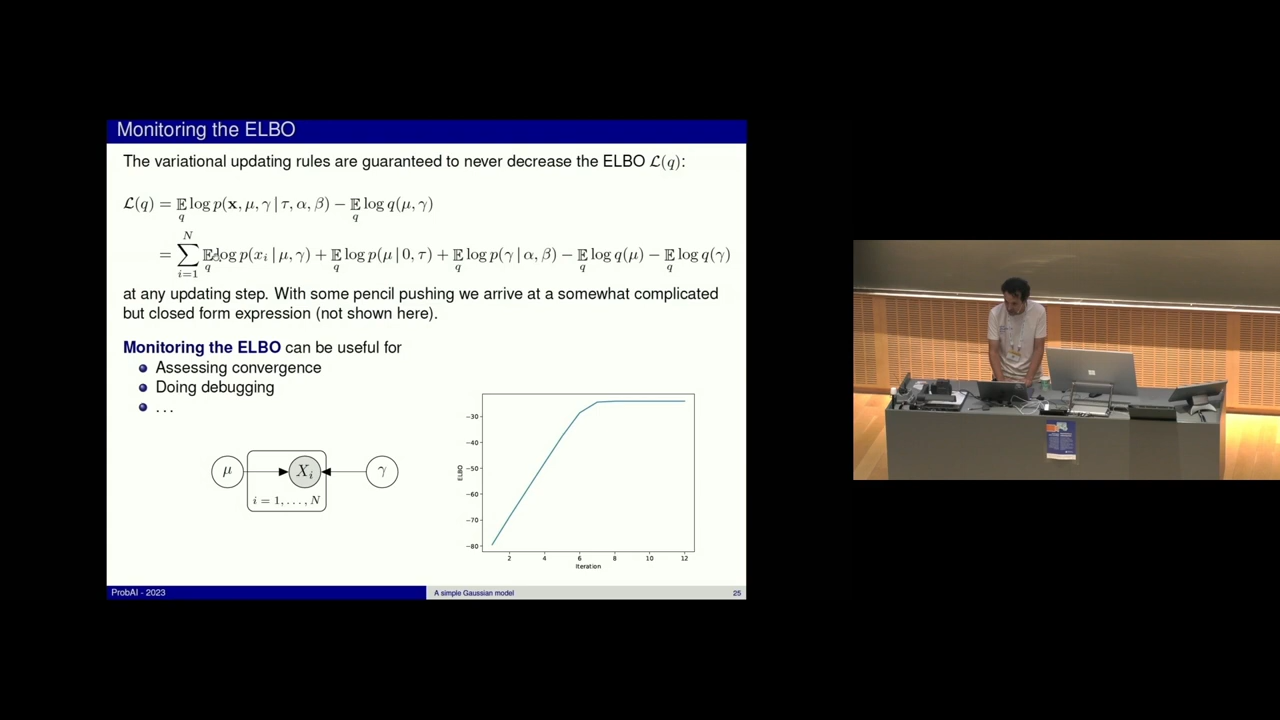 Monitoring the ELBO
The variational updating rules are guaranteed to never decrease the ELBO ℒ(q):
ℒ(q) = 𝔼_q log p(x, μ, γ | τ, α, β) − 𝔼_q log q(μ, γ)
= ∑_{i=1}^{N} 𝔼_q log p(x_i | μ, γ) + 𝔼_q log p(μ | 0, τ) + 𝔼_q log p(γ | α, β) − 𝔼_q log q(μ) − 𝔼_q log q(γ)
at any updating step. With some pencil pushing we arrive at a somewhat complicated
but closed form expression (not shown here).
Monitoring the ELBO can be useful for
Assessing convergence
Doing debugging
...
μ X_i γ
i = 1, . . . , N
−30
−40
−50
−60
−70
−80
ELBO
2 4 6 8 10 12
Iteration
ProbAI - 2023 A simple Gaussian model 25